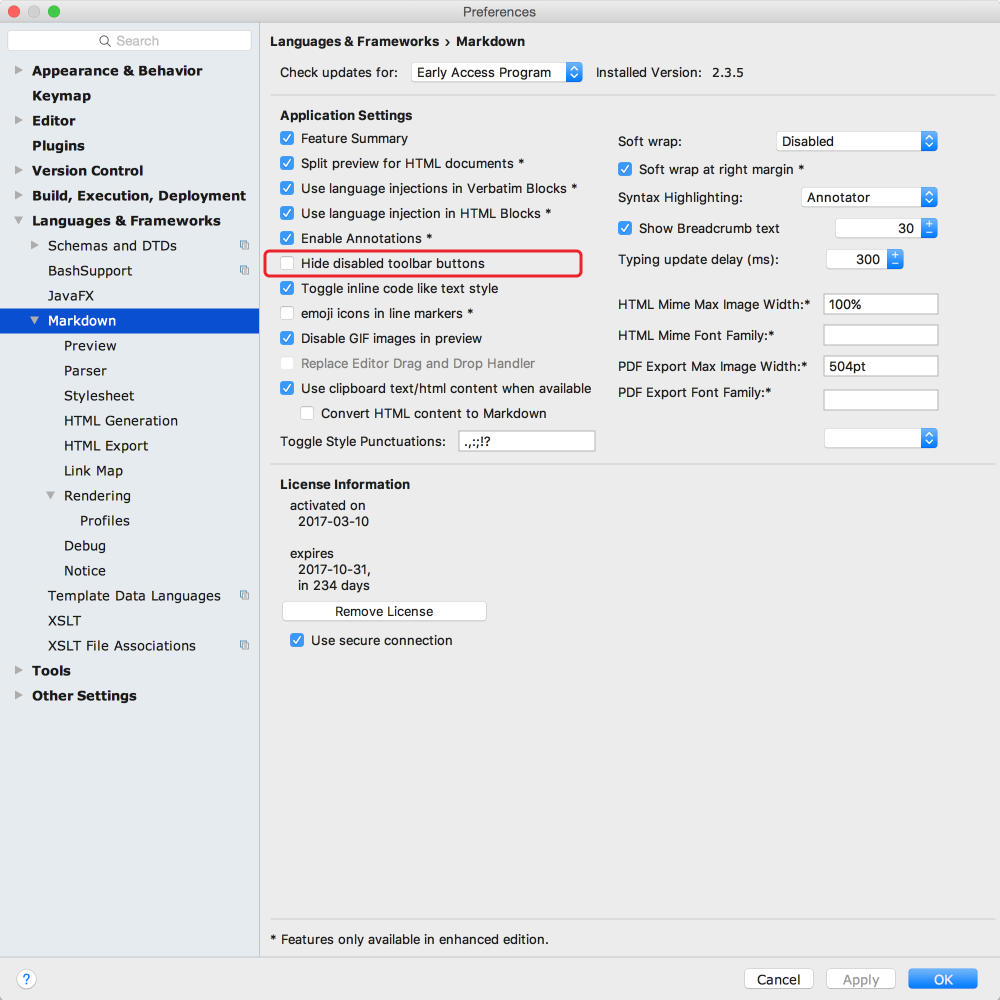 Preferences
Search
Appearance & Behavior
Keymap
Editor
Plugins
Version Control
Build, Execution, Deployment
Languages & Frameworks
Schemas and DTDs
BashSupport
JavaFX
Markdown
Preview
Parser
Stylesheet
HTML Generation
HTML Export
Link Map
Rendering
Profiles
Debug
Notice
Template Data Languages
XSLT
XSLT File Associations
Tools
Other Settings
Languages & Frameworks › Markdown
Check updates for: Early Access Program Installed Version: 2.3.5
Application Settings
Feature Summary
Split preview for HTML documents *
Use language injections in Verbatim Blocks *
Use language injection in HTML Blocks *
Enable Annotations *
Hide disabled toolbar buttons
Toggle inline code like text style
emoji icons in line markers *
Disable GIF images in preview
Replace Editor Drag and Drop Handler
Use clipboard text/html content when available
Convert HTML content to Markdown
Toggle Style Punctuations: .,:;!?
Soft wrap: Disabled
Soft wrap at right margin *
Syntax Highlighting: Annotator
Show Breadcrumb text 30
Typing update delay (ms): 300
HTML Mime Max Image Width:* 100%
HTML Mime Font Family:*
PDF Export Max Image Width:* 504pt
PDF Export Font Family:*
License Information
activated on
2017-03-10
expires
2017-10-31,
in 234 days
Remove License
Use secure connection
* Features only available in enhanced edition.
?
Cancel
Apply
OK